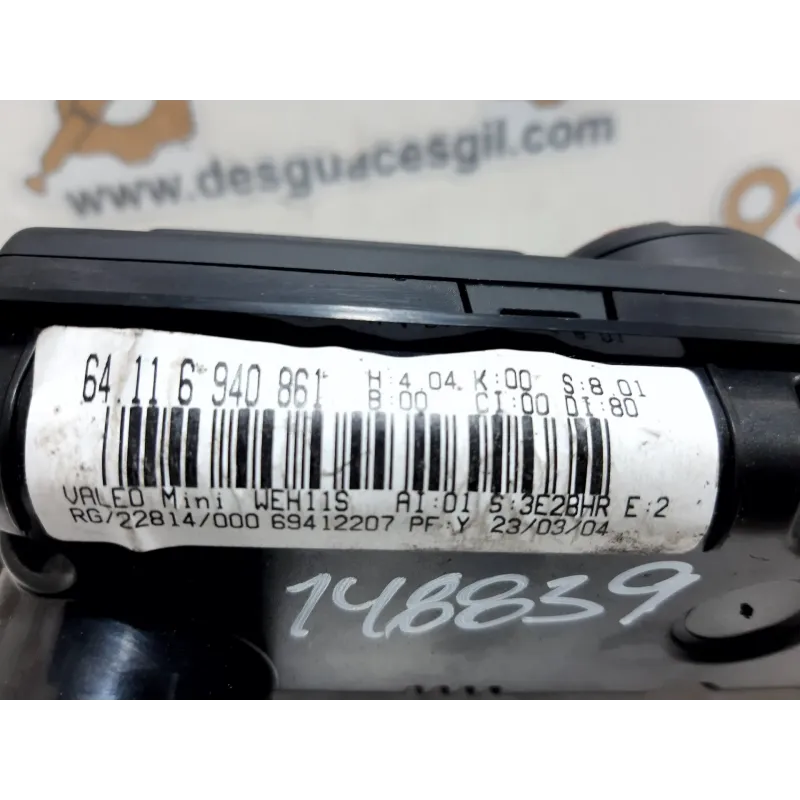 www.desguacesgil.com
64.11 6 940 861 H:4.04 K:00 S:8.01
B:00 CI:00 DI:80
VALEO Mini WEH11S AI:01 S:3E2BHR E:2
RG/22814/000 69412207 PF:Y 23/03/04
148839